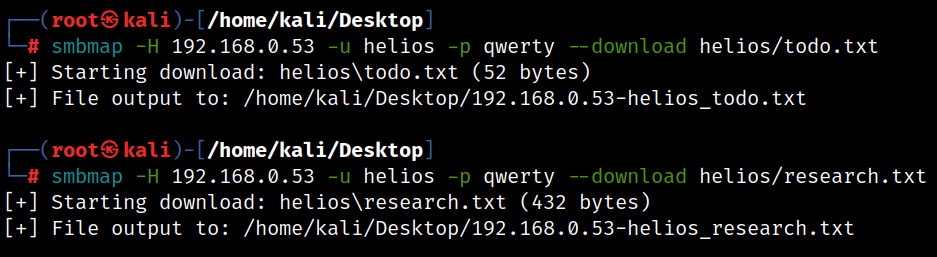 ┌──(root㉿kali)-[/home/kali/Desktop]
└─# smbmap -H 192.168.0.53 -u helios -p qwerty --download helios/todo.txt
[+] Starting download: helios\todo.txt (52 bytes)
[+] File output to: /home/kali/Desktop/192.168.0.53-helios_todo.txt
┌──(root㉿kali)-[/home/kali/Desktop]
└─# smbmap -H 192.168.0.53 -u helios -p qwerty --download helios/research.txt
[+] Starting download: helios\research.txt (432 bytes)
[+] File output to: /home/kali/Desktop/192.168.0.53-helios_research.txt